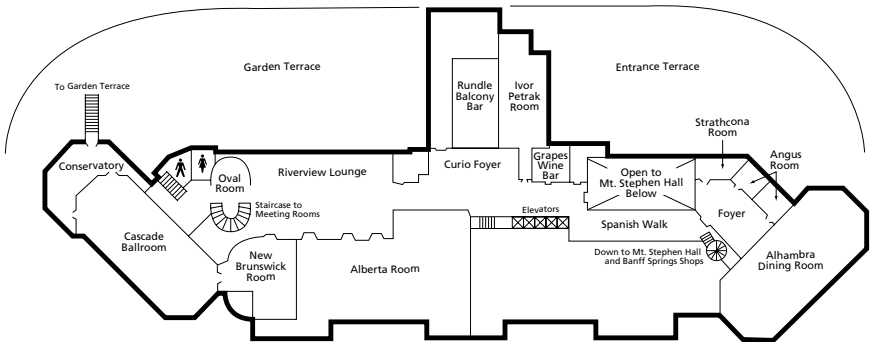 Garden Terrace
Entrance Terrace
To Garden Terrace
Rundle
Balcony
Bar
Ivor
Petrak
Room
Strathcona
Room
Angus
Room
Conservatory
Oval
Room
Riverview Lounge
Curio Foyer
Grapes
Wine
Bar
Open to
Mt. Stephen Hall
Below
Staircase to
Meeting Rooms
Elevators
Spanish Walk
Foyer
Cascade
Ballroom
New
Brunswick
Room
Alberta Room
Down to Mt. Stephen Hall
and Banff Springs Shops
Alhambra
Dining Room